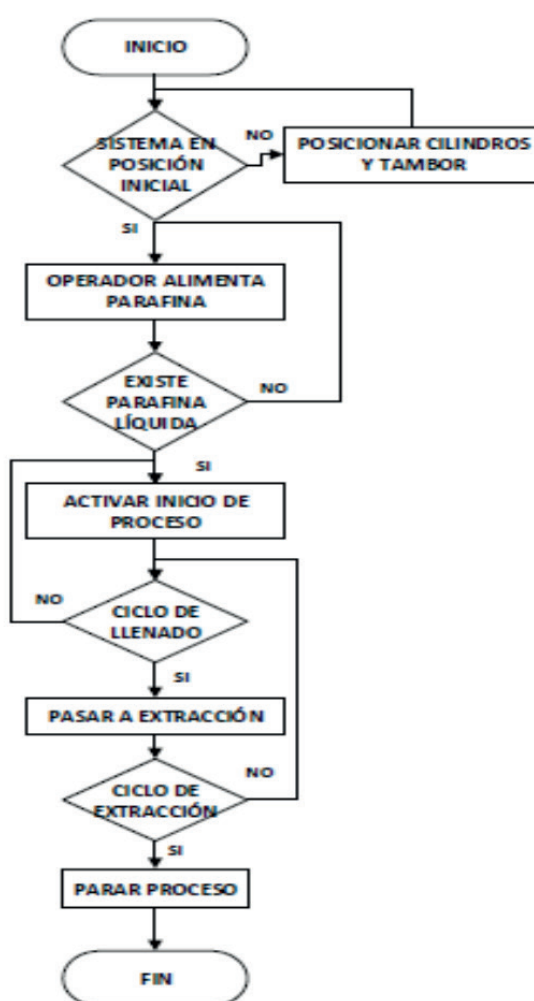 INICIO
SISTEMA EN
POSICIÓN
INICIAL
NO
POSICIONAR CILINDROS
Y TAMBOR
SI
OPERADOR ALIMENTA
PARAFINA
EXISTE
PARAFINA
LÍQUIDA
NO
SI
ACTIVAR INICIO DE
PROCESO
NO
CICLO DE
LLENADO
SI
PASAR A EXTRACCIÓN
NO
CICLO DE
EXTRACCIÓN
SI
PARAR PROCESO
FIN